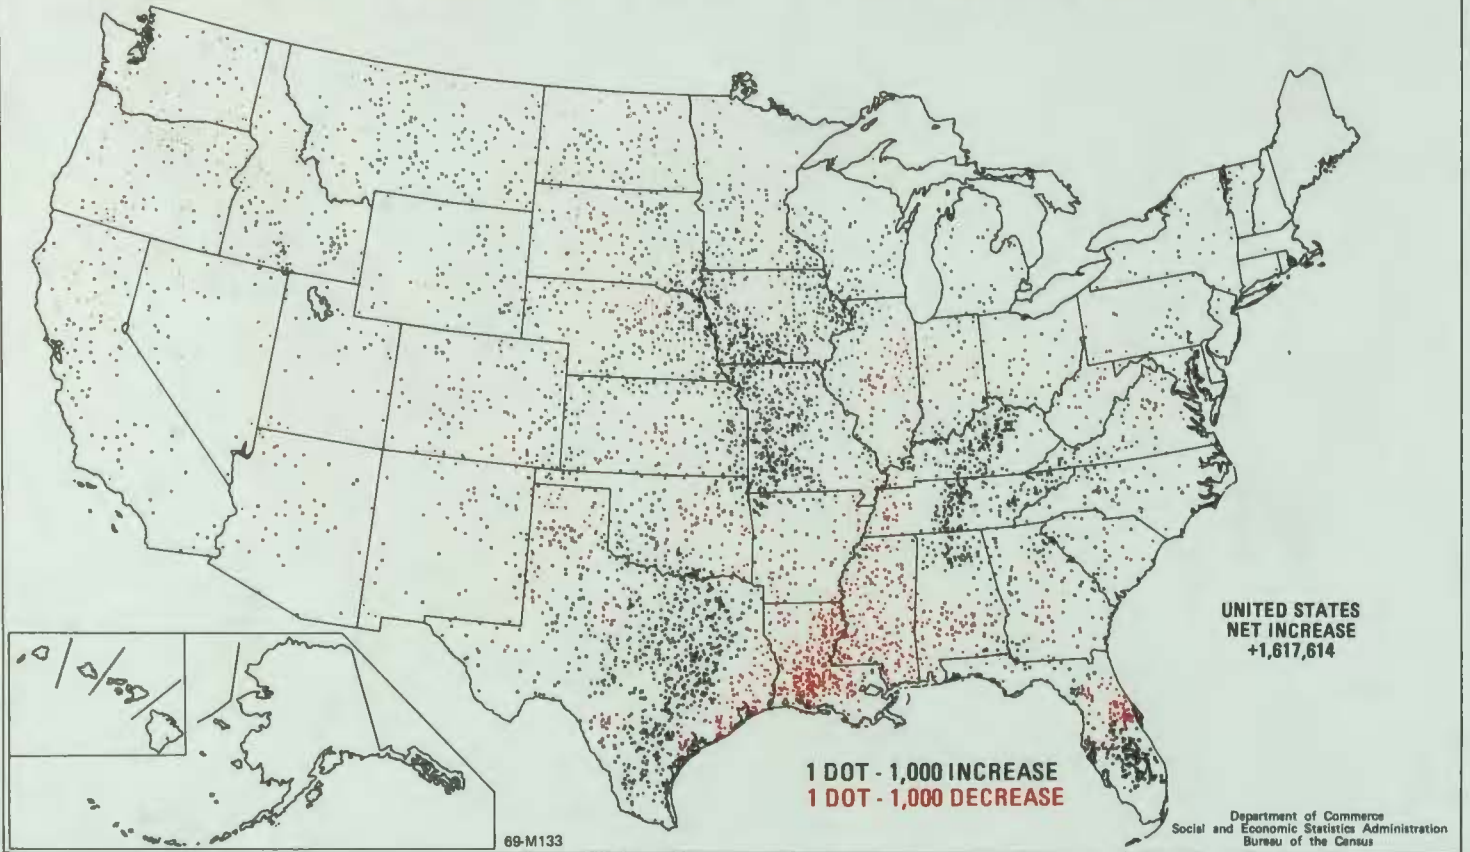 UNITED STATES
NET INCREASE
+1,617,614
1 DOT - 1,000 INCREASE
1 DOT - 1,000 DECREASE
69-M133
Department of Commerce
Social and Economic Statistics Administration
Bureau of the Census